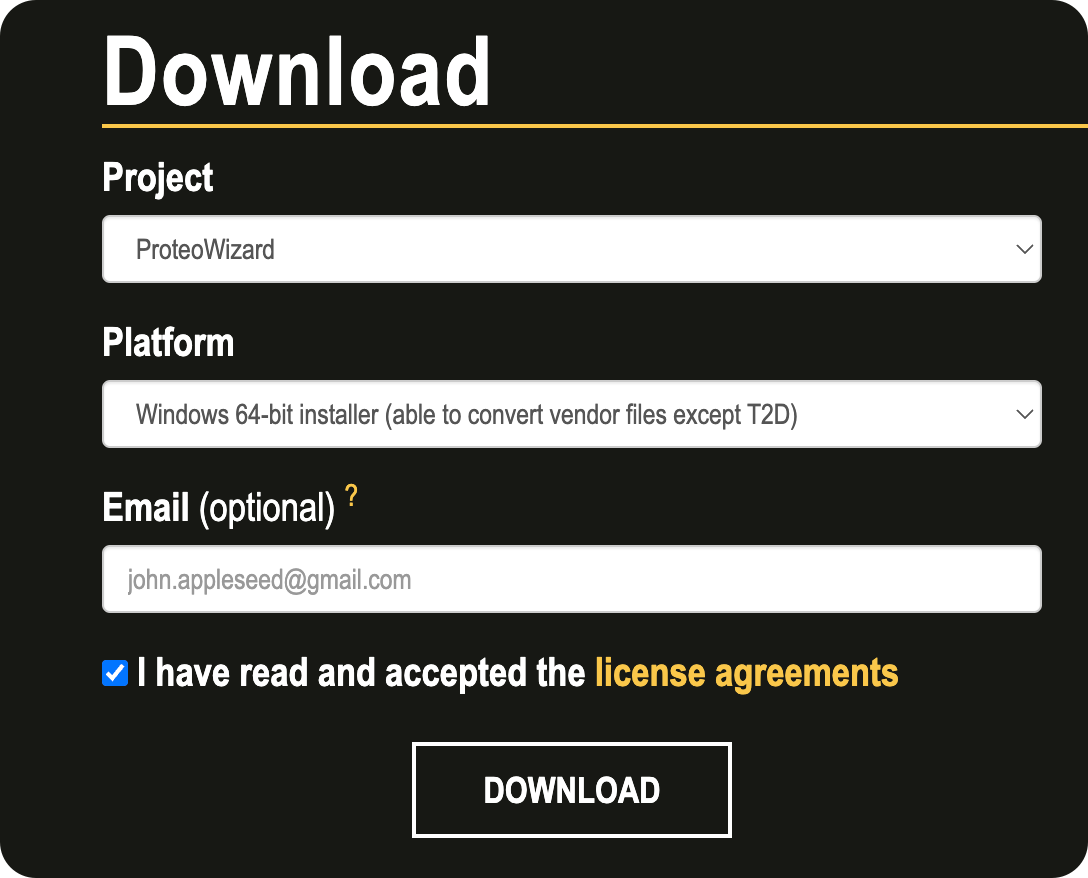 Download
Project
ProteoWizard
Platform
Windows 64-bit installer (able to convert vendor files except T2D)
Email (optional) ?
john.appleseed@gmail.com
I have read and accepted the license agreements
DOWNLOAD